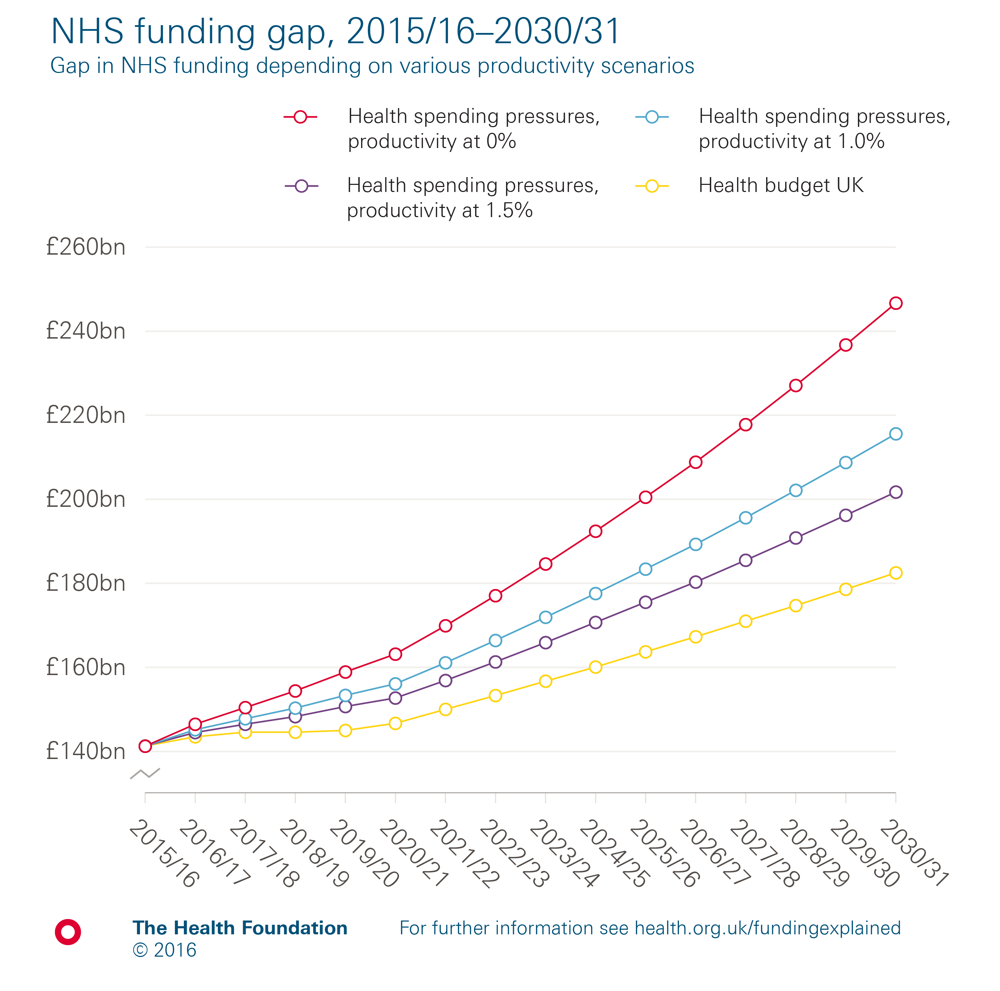 NHS funding gap, 2015/16–2030/31
Gap in NHS funding depending on various productivity scenarios
Health spending pressures,
productivity at 0%
Health spending pressures,
productivity at 1.0%
Health spending pressures,
productivity at 1.5%
Health budget UK
£260bn
£240bn
£220bn
£200bn
£180bn
£160bn
£140bn
2015/16
2016/17
2017/18
2018/19
2019/20
2020/21
2021/22
2022/23
2023/24
2024/25
2025/26
2026/27
2027/28
2028/29
2029/30
2030/31
The Health Foundation
© 2016
For further information see health.org.uk/fundingexplained